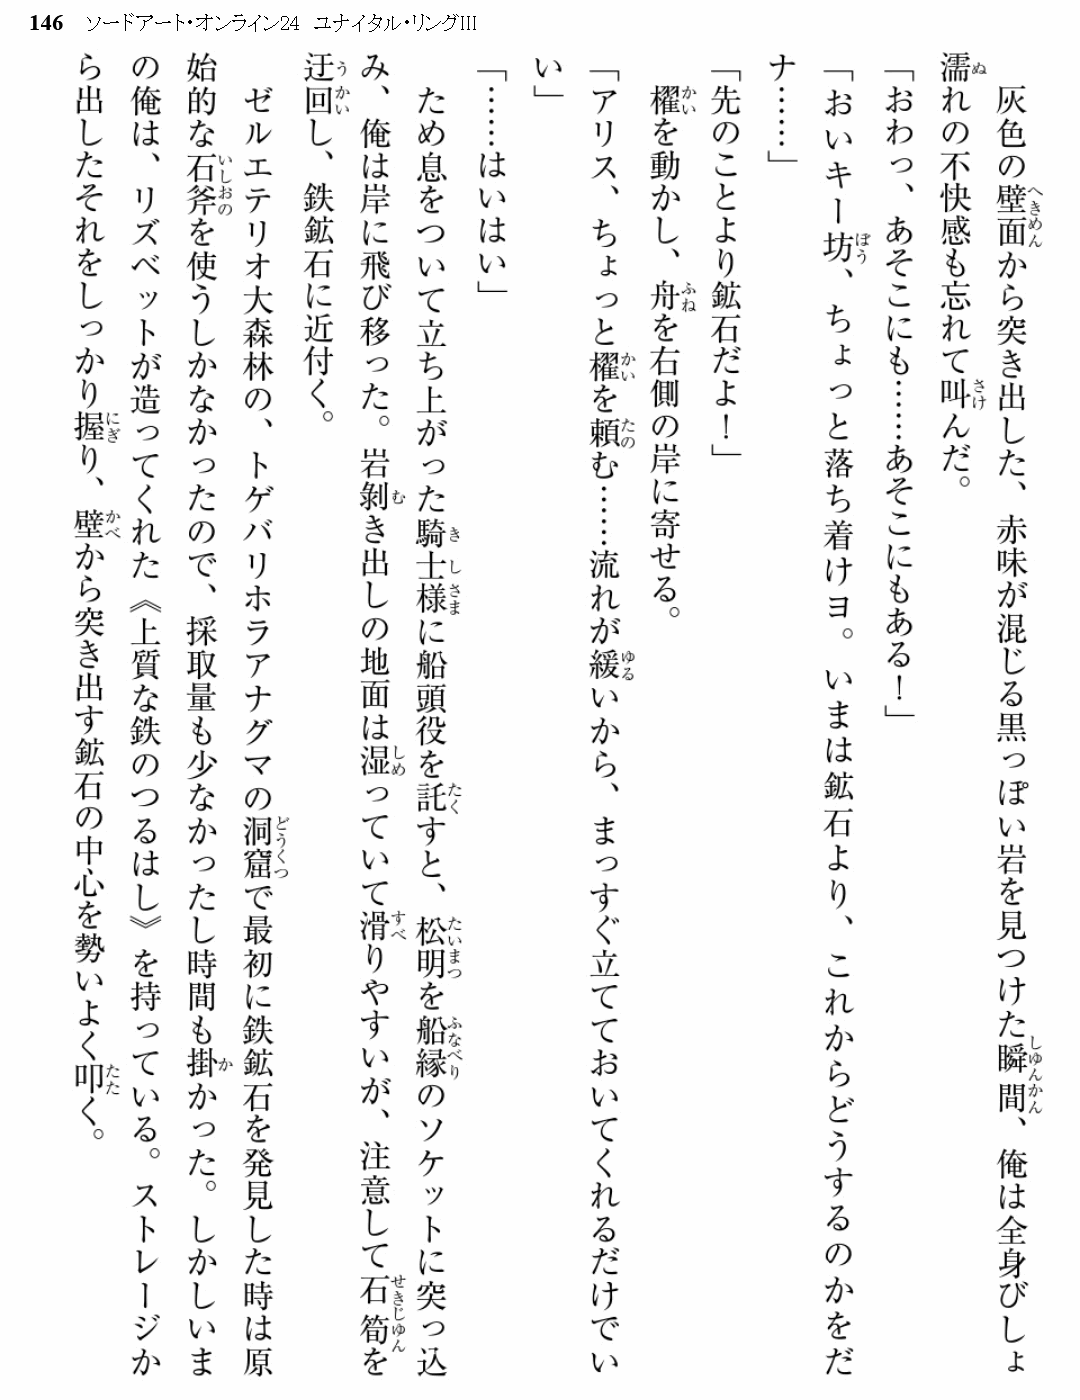 146 ソードアート・オンライン24 ユナイタル・リングIII
灰色の壁面から突き出した、赤味が混じる黒っぽい岩を見つけた瞬間、俺は全身びしょ
濡れの不快感も忘れて叫んだ。
「おわっ、あそこにも……あそこにもある！」
「おいキー坊、ちょっと落ち着けヨ。いまは鉱石より、これからどうするのかをだ
ナ……」
「先のことより鉱石だよ！」
櫂を動かし、舟を右側の岸に寄せる。
「アリス、ちょっと櫂を頼む……流れが緩いから、まっすぐ立てておいてくれるだけでい
い」
「……はいはい」
ため息をついて立ち上がった騎士様に船頭役を託すと、松明を船縁のソケットに突っ込
み、俺は岸に飛び移った。岩剝き出しの地面は湿っていて滑りやすいが、注意して石筍を
迂回し、鉄鉱石に近付く。
ゼルエテリオ大森林の、トゲバリホラアナグマの洞窟で最初に鉄鉱石を発見した時は原
始的な石斧を使うしかなかったので、採取量も少なかったし時間も掛かった。しかしいま
の俺は、リズベットが造ってくれた《上質な鉄のつるはし》を持っている。ストレージか
ら出したそれをしっかり握り、壁から突き出す鉱石の中心を勢いよく叩く。